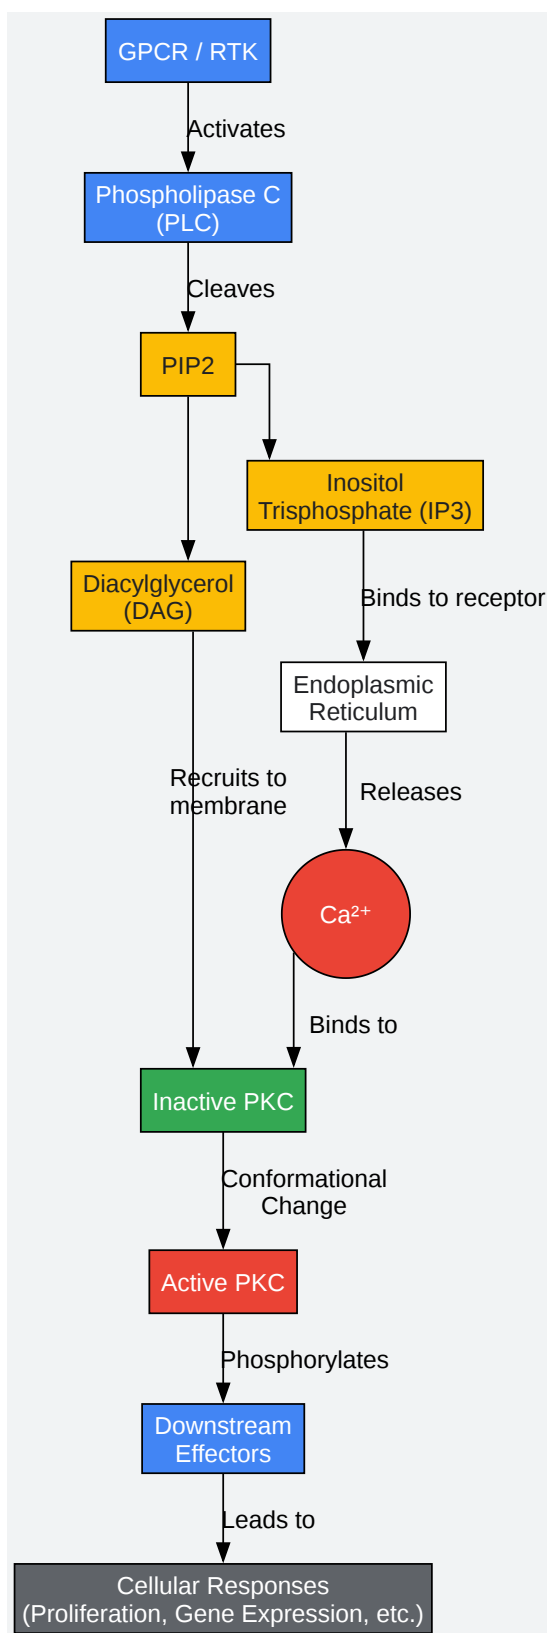 GPCR / RTK
Activates
Phospholipase C
(PLC)
Cleaves
PIP2
Inositol
Trisphosphate (IP3)
Diacylglycerol
(DAG)
Binds to receptor
Endoplasmic
Reticulum
Recruits to
membrane
Releases
Ca²⁺
Binds to
Inactive PKC
Conformational
Change
Active PKC
Phosphorylates
Downstream
Effectors
Leads to
Cellular Responses
(Proliferation, Gene Expression, etc.)